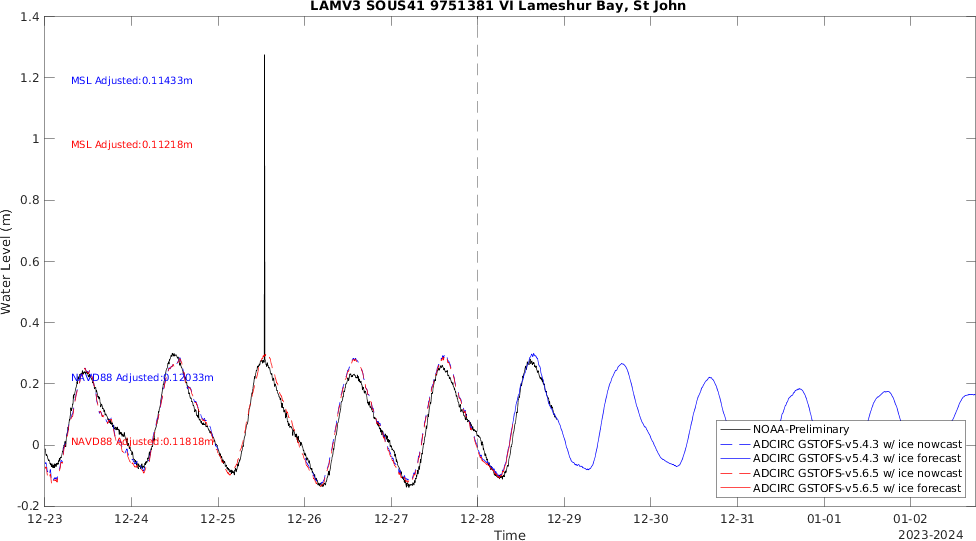 LAMV3 SOUS41 9751381 VI Lameshur Bay, St John
1.4
1.2
1
0.8
0.6
0.4
0.2
0
-0.2
Water Level (m)
MSL Adjusted:0.11433m
MSL Adjusted:0.11218m
NAVD88 Adjusted:0.12033m
NAVD88 Adjusted:0.11818m
NOAA-Preliminary
ADCIRC GSTOFS-v5.4.3 w/ ice nowcast
ADCIRC GSTOFS-v5.4.3 w/ ice forecast
ADCIRC GSTOFS-v5.6.5 w/ ice nowcast
ADCIRC GSTOFS-v5.6.5 w/ ice forecast
12-23 12-24 12-25 12-26 12-27 12-28 12-29 12-30 12-31 01-01 01-02
Time
2023-2024